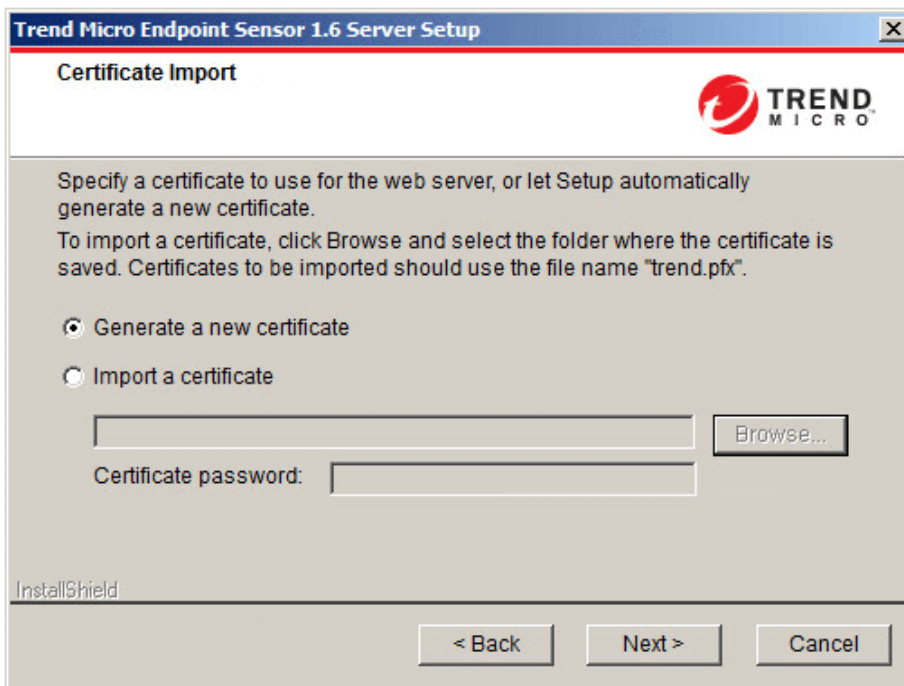 Trend Micro Endpoint Sensor 1.6 Server Setup
Certificate Import
TREND
MICRO™
Specify a certificate to use for the web server, or let Setup automatically
generate a new certificate.
To import a certificate, click Browse and select the folder where the certificate is
saved. Certificates to be imported should use the file name "trend.pfx".
Generate a new certificate
Import a certificate
Browse...
Certificate password:
InstallShield
< Back
Next >
Cancel